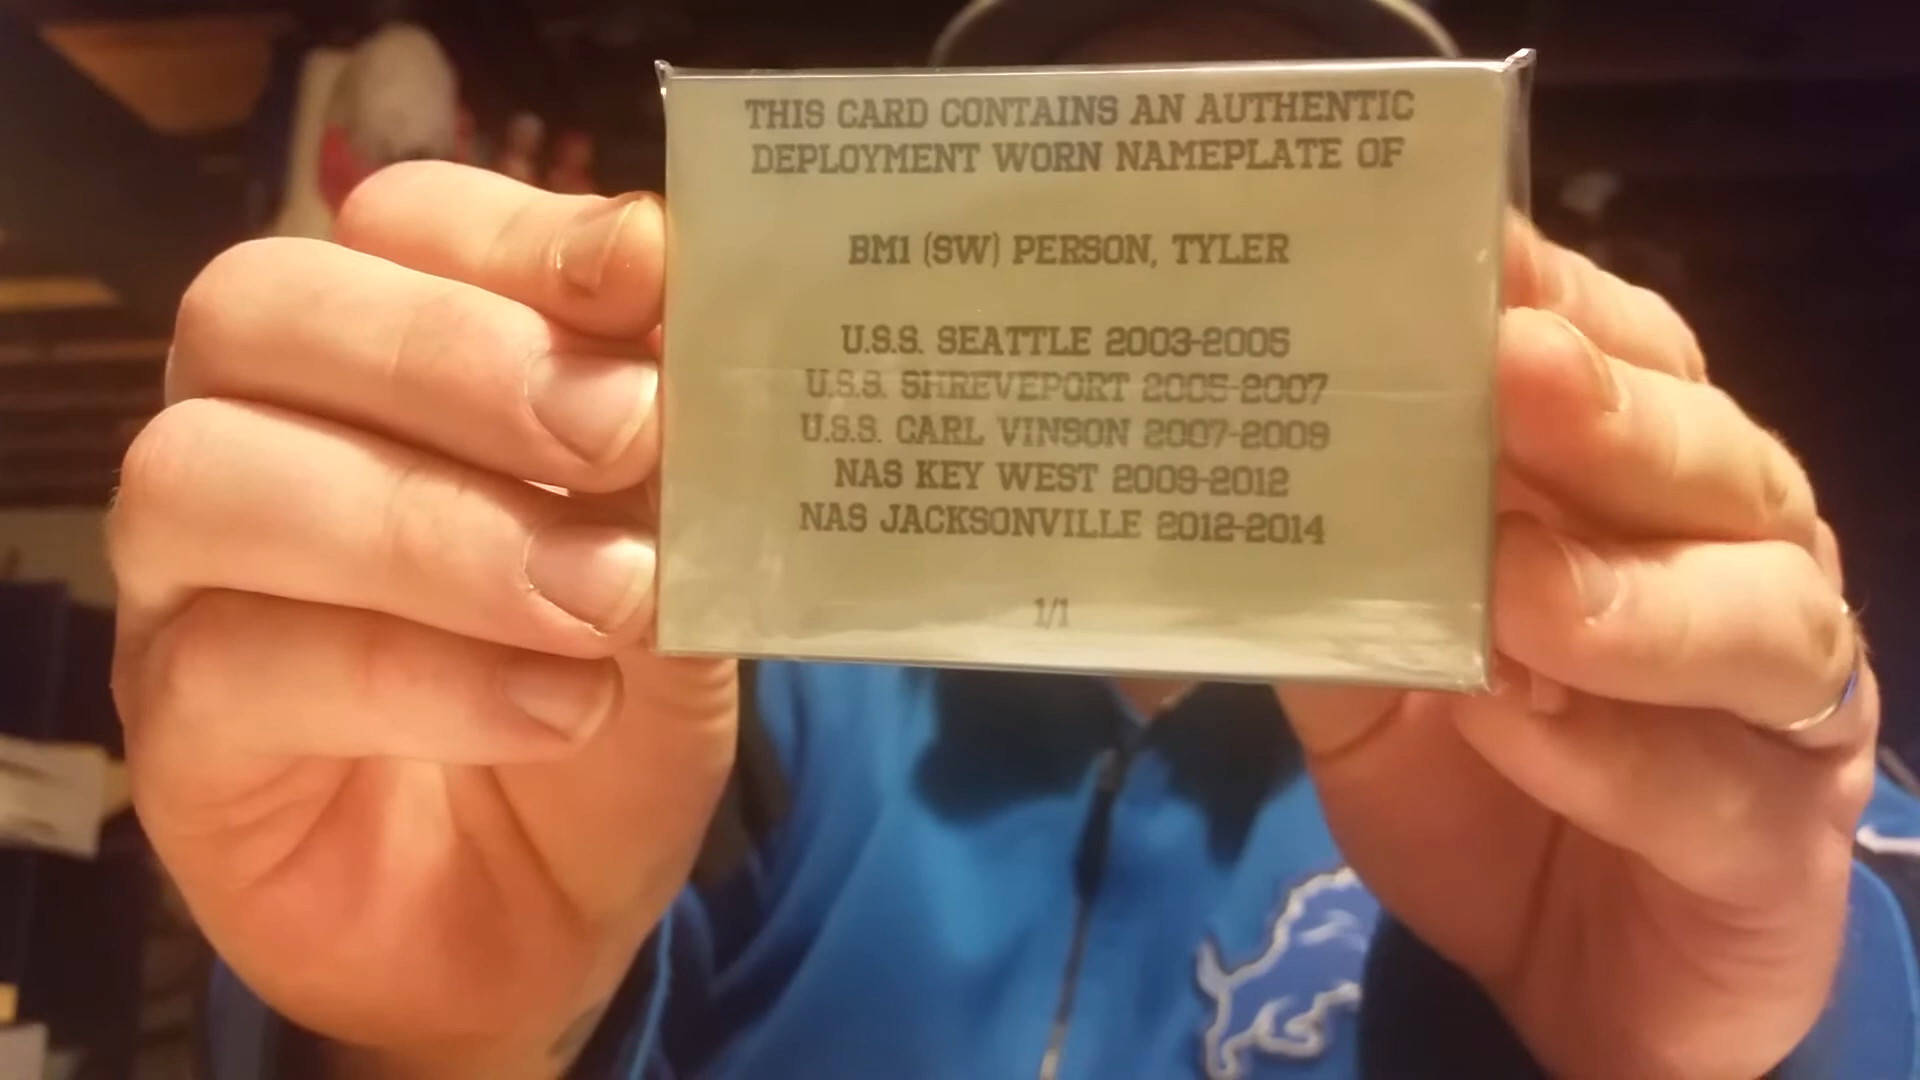 THIS CARD CONTAINS AN AUTHENTIC
DEPLOYMENT WORN NAMEPLATE OF
BM1 (SW) PERSON, TYLER
U.S.S. SEATTLE 2003-2005
U.S.S. SHREVEPORT 2005-2007
U.S.S. CARL VINSON 2007-2009
NAS KEY WEST 2009-2012
NAS JACKSONVILLE 2012-2014
1/1